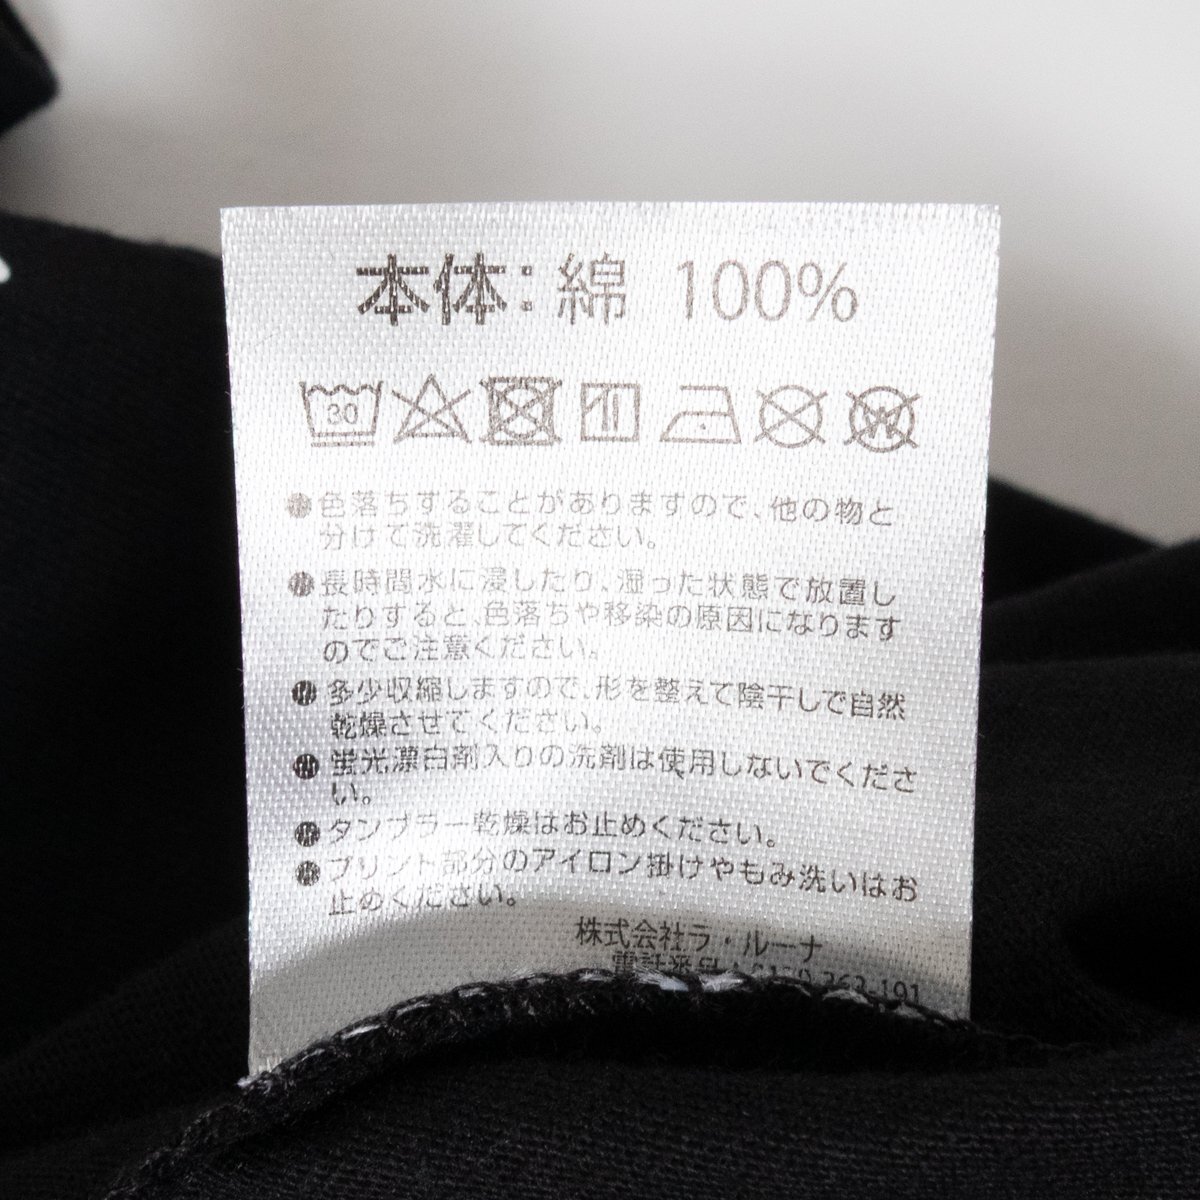 本体：綿 100%
30
W
●色落ちすることがありますので、他の物と
分けて洗濯してください。
●長時間水に浸したり、湿った状態で放置し
たりすると、色落ちや移染の原因になります
のでご注意ください。
●多少収縮しますので、形を整えて陰干しで自然
乾燥させてください。
●蛍光漂白剤入りの洗剤は使用しないでくださ
い。
●タンブラー乾燥はお止めください。
●プリント部分のアイロン掛けやもみ洗いはお
止めください。
株式会社ラ・ルーナ
電話番号：